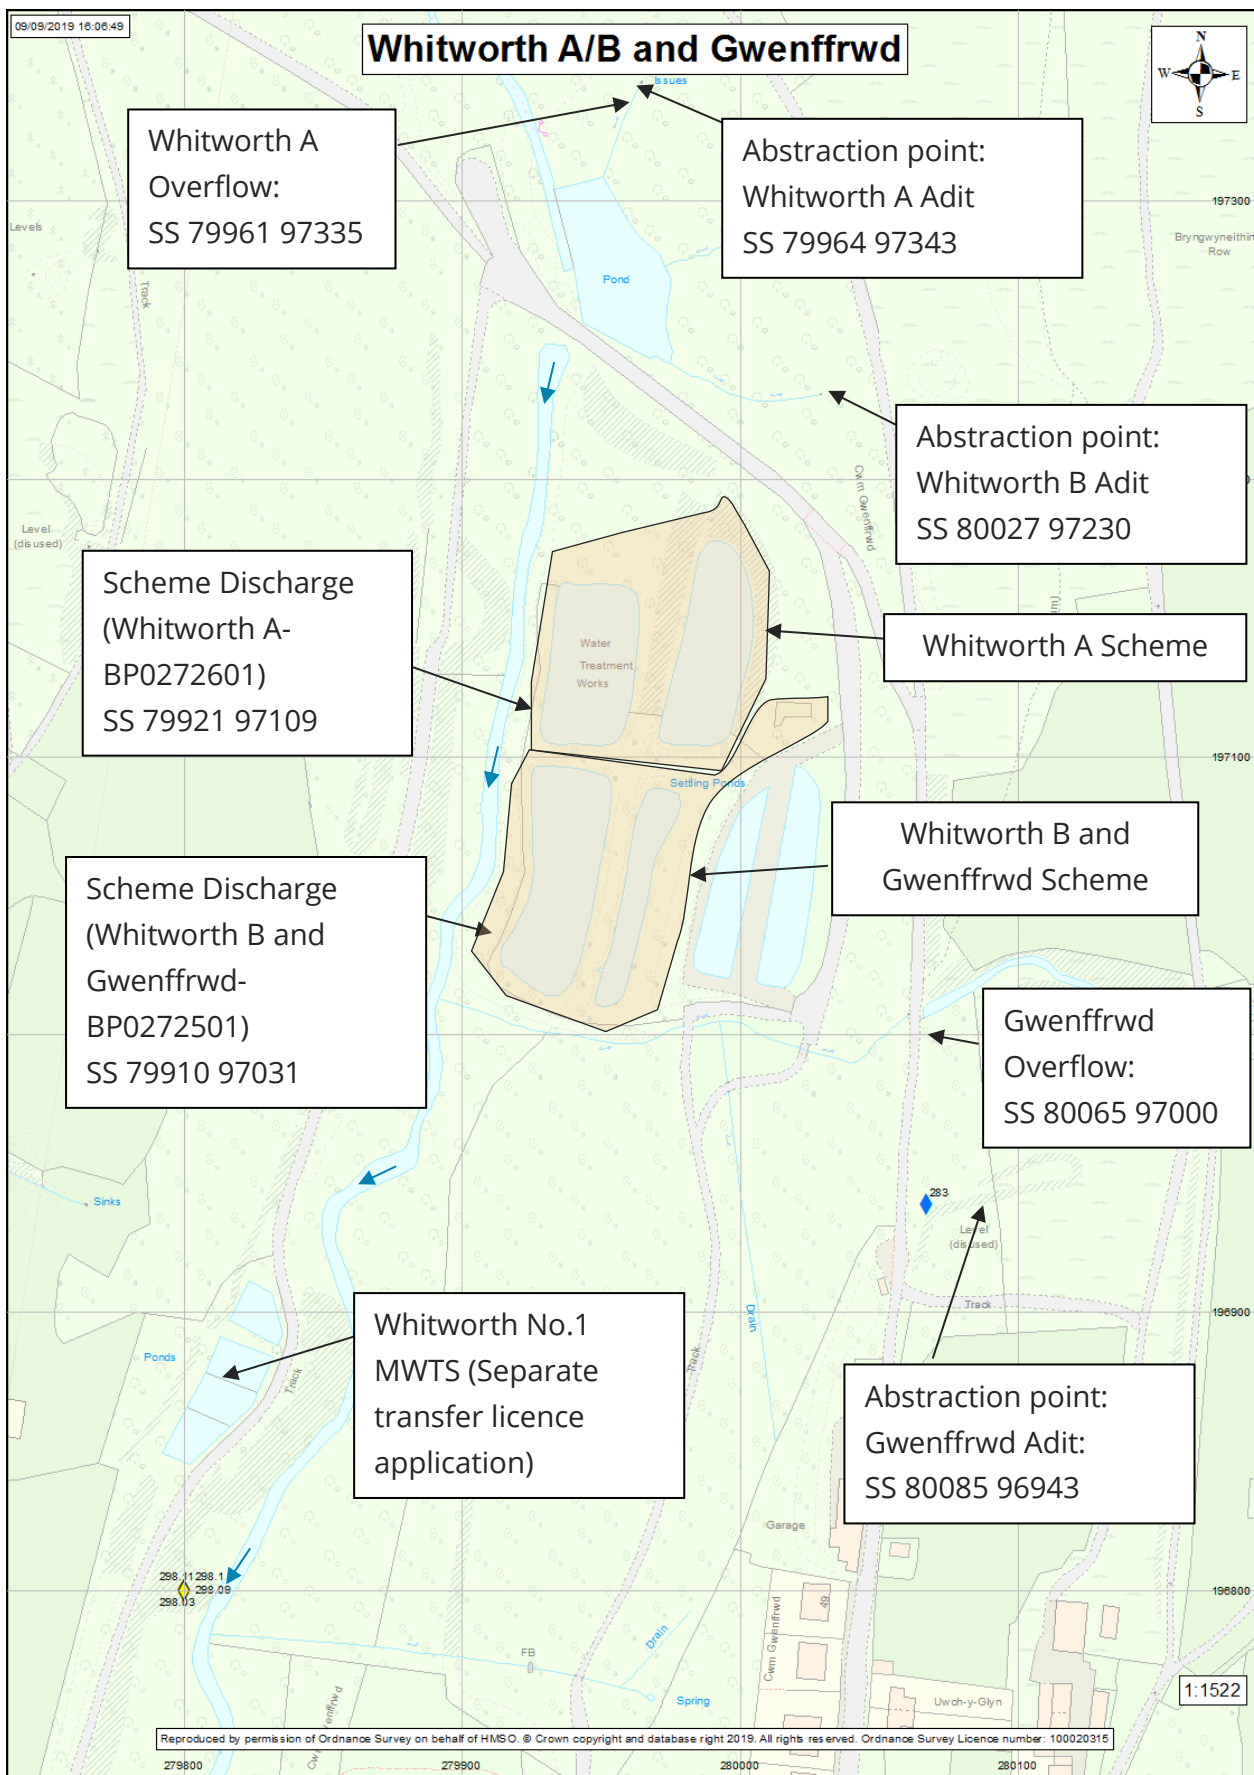 09/09/2019 16:06:49
Whitworth A/B and Gwenffrwd
N
W
E
S
Issues
Whitworth A
Overflow:
SS 79961 97335
Abstraction point:
Whitworth A Adit
SS 79964 97343
197300
Levels
Bryngwyneithin
Row
Track
Pond
Abstraction point:
Whitworth B Adit
SS 80027 97230
Cwm Gwenffrwd
Level
(disused)
Scheme Discharge
(Whitworth A-
BP0272601)
SS 79921 97109
Water
Treatment
Works
Whitworth A Scheme
197100
Settling Ponds
Whitworth B and
Gwenffrwd Scheme
Scheme Discharge
(Whitworth B and
Gwenffrwd-
BP0272501)
SS 79910 97031
Gwenffrwd
Overflow:
SS 80065 97000
Sinks
283
Level
(disused)
Track
196900
Drain
Whitworth No.1
MWTS (Separate
transfer licence
application)
Ponds
Track
Track
Abstraction point:
Gwenffrwd Adit:
SS 80085 96943
Garage
298.11 298.1
298.09
298.03
196800
49
Cwm Gwenffrwd
Drain
FB
Spring
Uwch-y-Glyn
1:1522
Reproduced by permission of Ordnance Survey on behalf of HMSO. © Crown copyright and database right 2019. All rights reserved. Ordnance Survey Licence number: 100020315
279800
279900
280000
280100